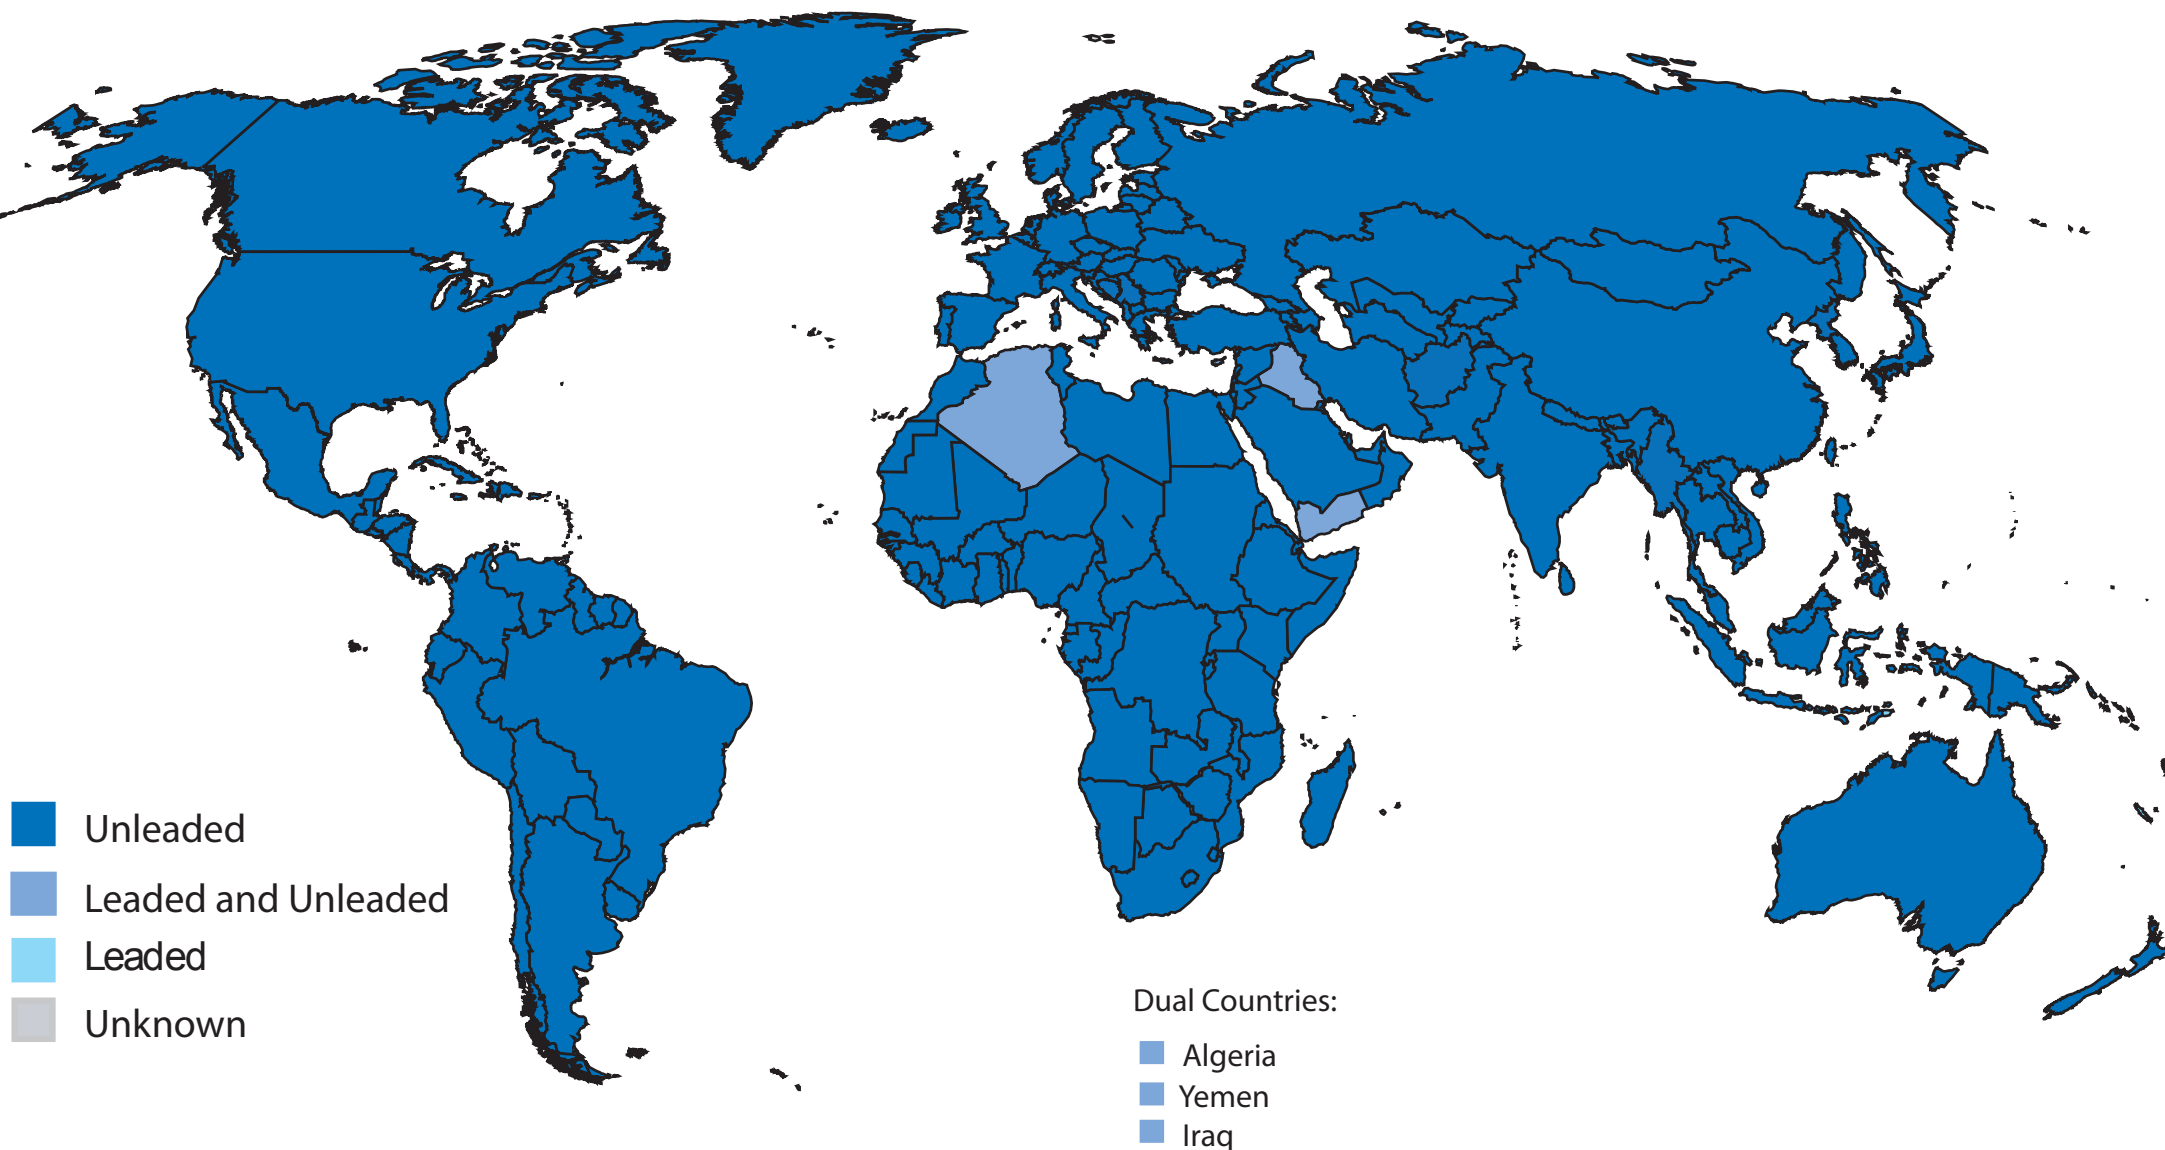 Unleaded
Leaded and Unleaded
Leaded
Unknown
Dual Countries:
Algeria
Yemen
Iraq